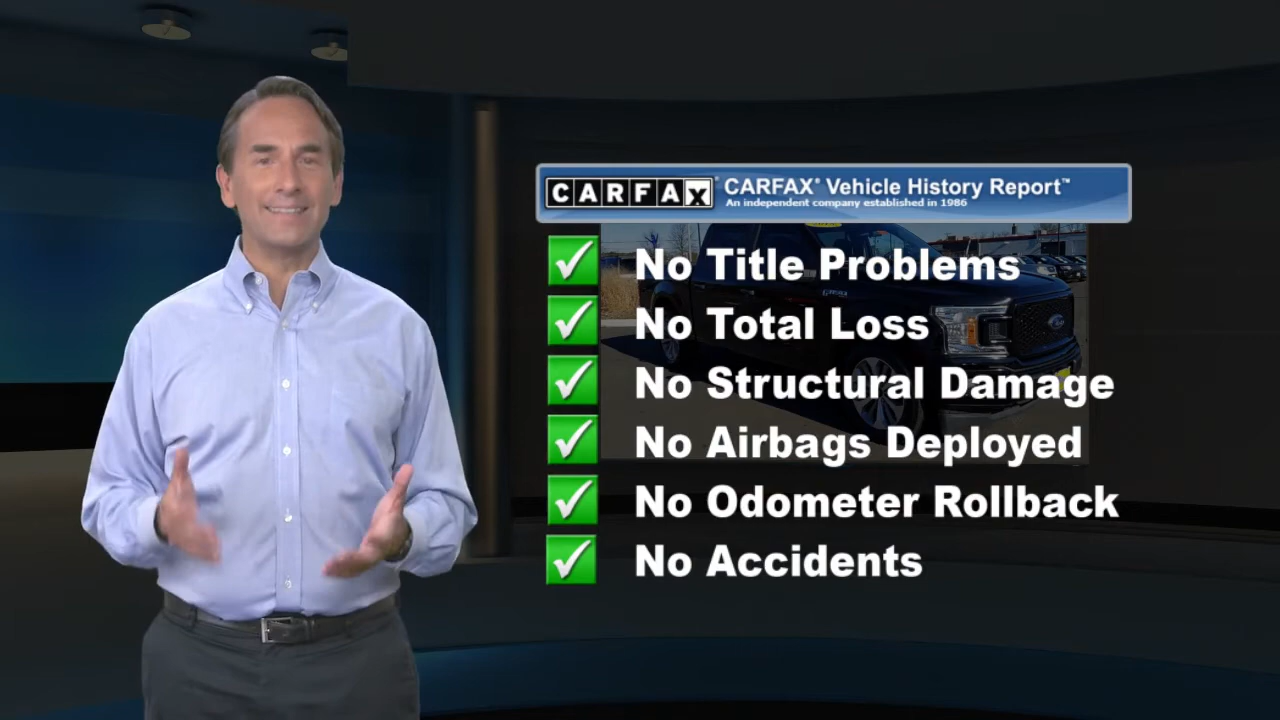 CARFAX
CARFAX® Vehicle History Report™
An independent company established in 1986
No Title Problems
No Total Loss
No Structural Damage
No Airbags Deployed
No Odometer Rollback
No Accidents